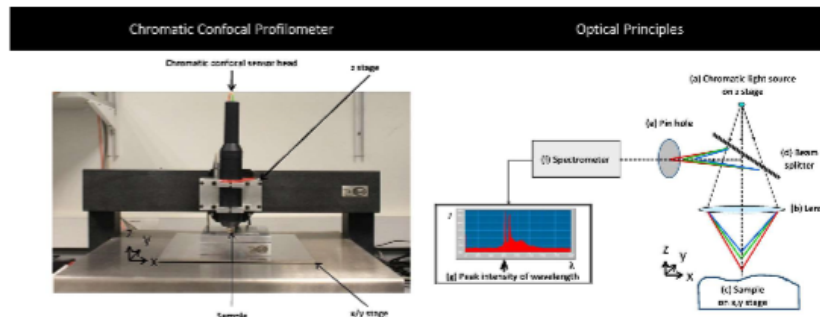 Chromatic Confocal Profilometer
Optical Principles
Chromatic confocal sensor head
z stage
(a) Chromatic light source
on z stage
(e) Pin hole
(d) Beam
splitter
(f) Spectrometer
(b) Lens
I
λ
(g) Peak intensity of wavelength
Z
Y
X
Z
Y
X
(c) Sample
on x,y stage
Sample
x/y stage